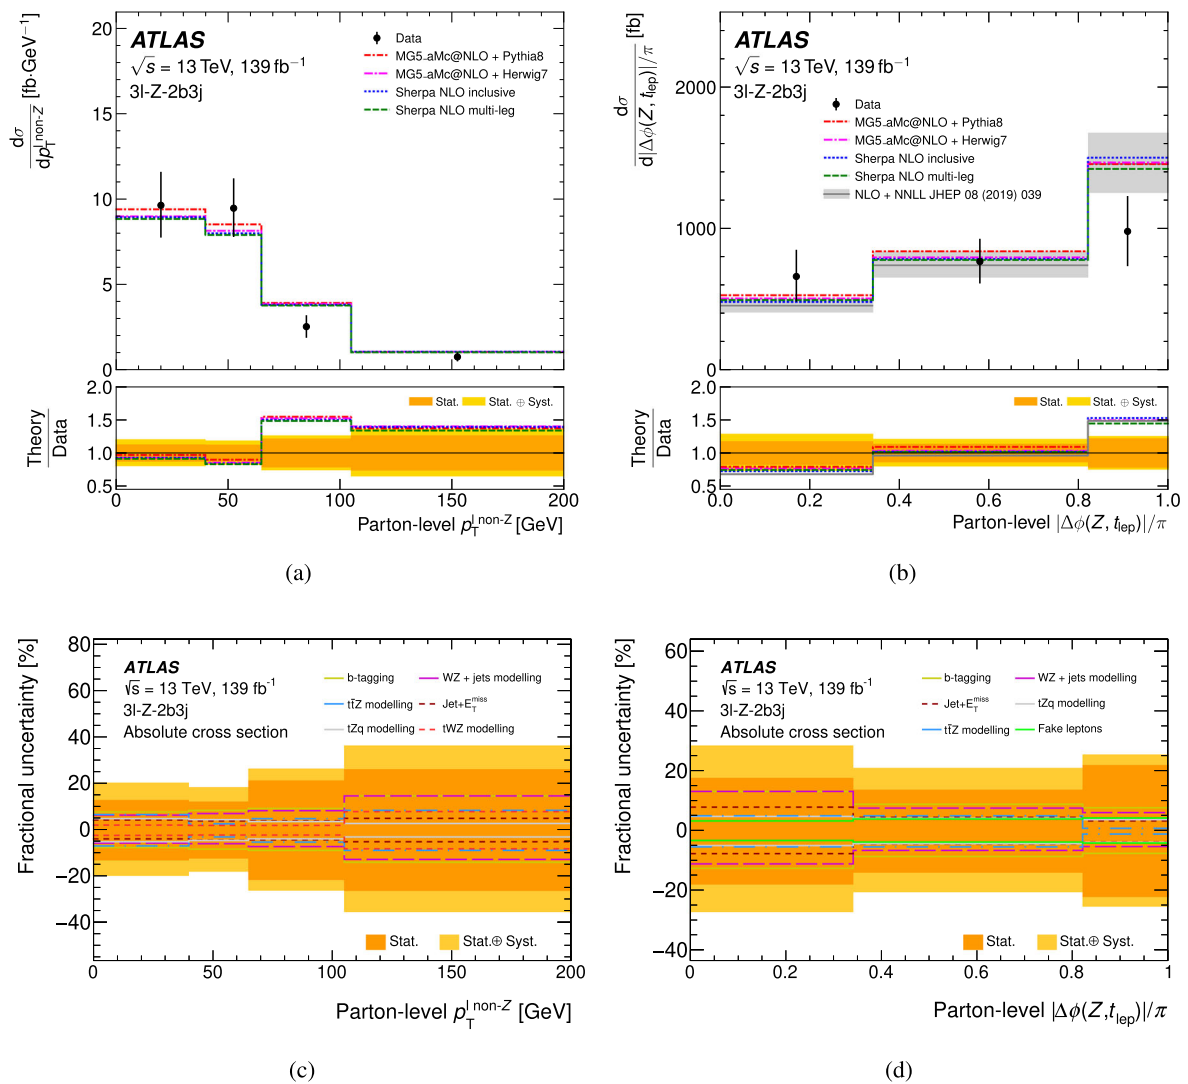 dσ
dp_T^{l non-Z} [fb·GeV⁻¹]
20
15
10
5
0
ATLAS
√s = 13 TeV, 139 fb⁻¹
3l-Z-2b3j
Data
MG5_aMc@NLO + Pythia8
MG5_aMc@NLO + Herwig7
Sherpa NLO inclusive
Sherpa NLO multi-leg
Theory
Data
2.0
1.5
1.0
0.5
Stat.
Stat. ⊕ Syst.
0
50
100
150
200
Parton-level p_T^{l non-Z} [GeV]
(a)
dσ
d|Δϕ(Z, t_lep)|/π [fb]
2000
1000
0
ATLAS
√s = 13 TeV, 139 fb⁻¹
3l-Z-2b3j
Data
MG5_aMc@NLO + Pythia8
MG5_aMc@NLO + Herwig7
Sherpa NLO inclusive
Sherpa NLO multi-leg
NLO + NNLL JHEP 08 (2019) 039
Theory
Data
2.0
1.5
1.0
0.5
Stat.
Stat. ⊕ Syst.
0.0
0.2
0.4
0.6
0.8
1.0
Parton-level |Δϕ(Z, t_lep)|/π
(b)
Fractional uncertainty [%]
80
60
40
20
0
−20
−40
ATLAS
√s = 13 TeV, 139 fb⁻¹
3l-Z-2b3j
Absolute cross section
b-tagging
WZ + jets modelling
tt̄Z modelling
Jet+E_T^miss
tZq modelling
tWZ modelling
Stat.
Stat.⊕ Syst.
0
50
100
150
200
Parton-level p_T^{l non-Z} [GeV]
(c)
Fractional uncertainty [%]
60
40
20
0
−20
−40
ATLAS
√s = 13 TeV, 139 fb⁻¹
3l-Z-2b3j
Absolute cross section
b-tagging
WZ + jets modelling
Jet+E_T^miss
tZq modelling
tt̄Z modelling
Fake leptons
Stat.
Stat.⊕ Syst.
0
0.2
0.4
0.6
0.8
1
Parton-level |Δϕ(Z,t_lep)|/π
(d)